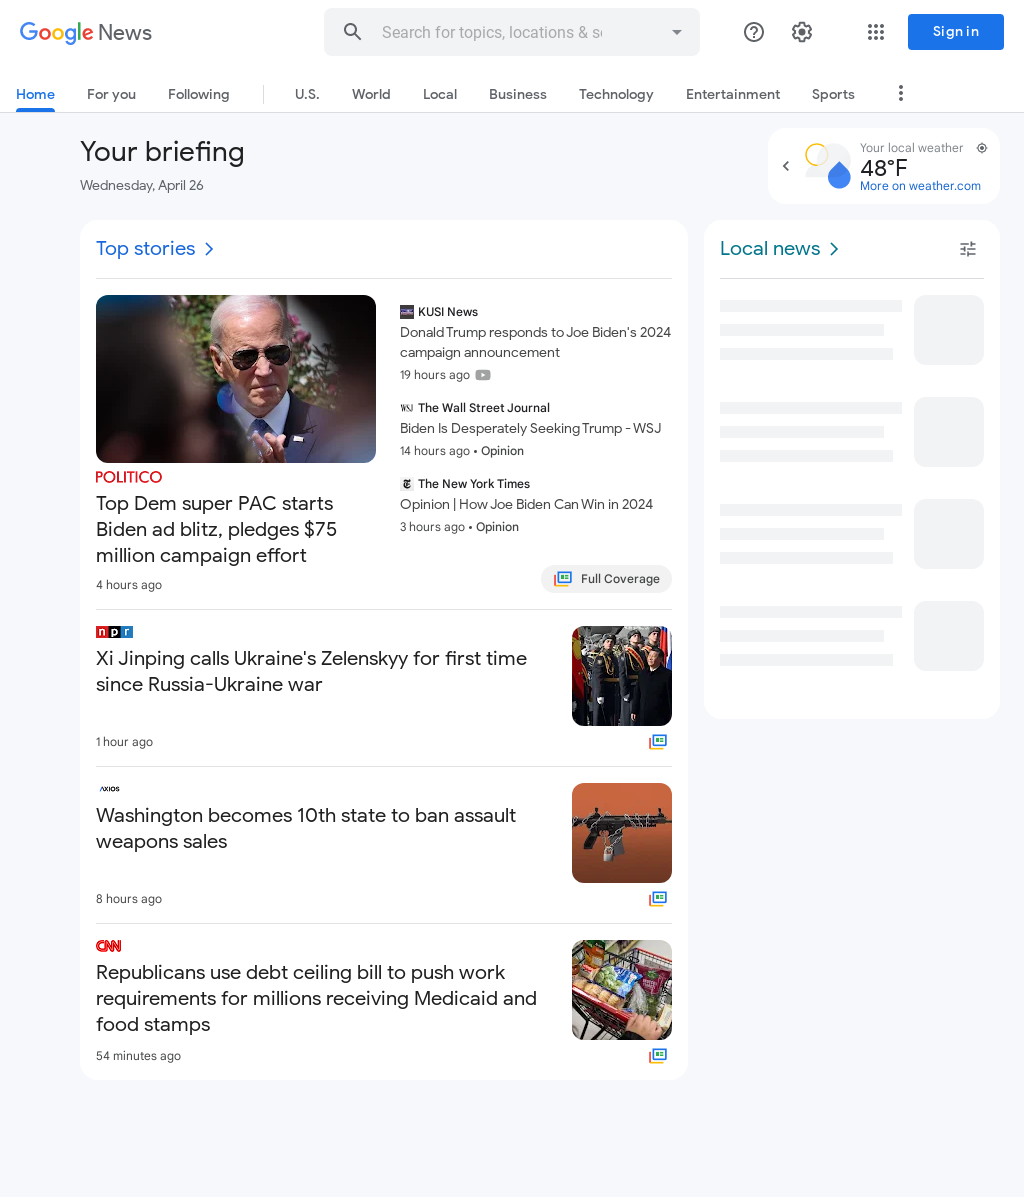 Google News
Search for topics, locations & so
Sign in
Home
For you
Following
U.S.
World
Local
Business
Technology
Entertainment
Sports
Your briefing
Wednesday, April 26
Your local weather
48°F
More on weather.com
Top stories
POLITICO
Top Dem super PAC starts
Biden ad blitz, pledges $75
million campaign effort
4 hours ago
KUSI News
Donald Trump responds to Joe Biden's 2024
campaign announcement
19 hours ago
WSJ The Wall Street Journal
Biden Is Desperately Seeking Trump - WSJ
14 hours ago • Opinion
The New York Times
Opinion | How Joe Biden Can Win in 2024
3 hours ago • Opinion
Full Coverage
npr
Xi Jinping calls Ukraine's Zelenskyy for first time
since Russia-Ukraine war
1 hour ago
AXIOS
Washington becomes 10th state to ban assault
weapons sales
8 hours ago
CNN
Republicans use debt ceiling bill to push work
requirements for millions receiving Medicaid and
food stamps
54 minutes ago
Local news